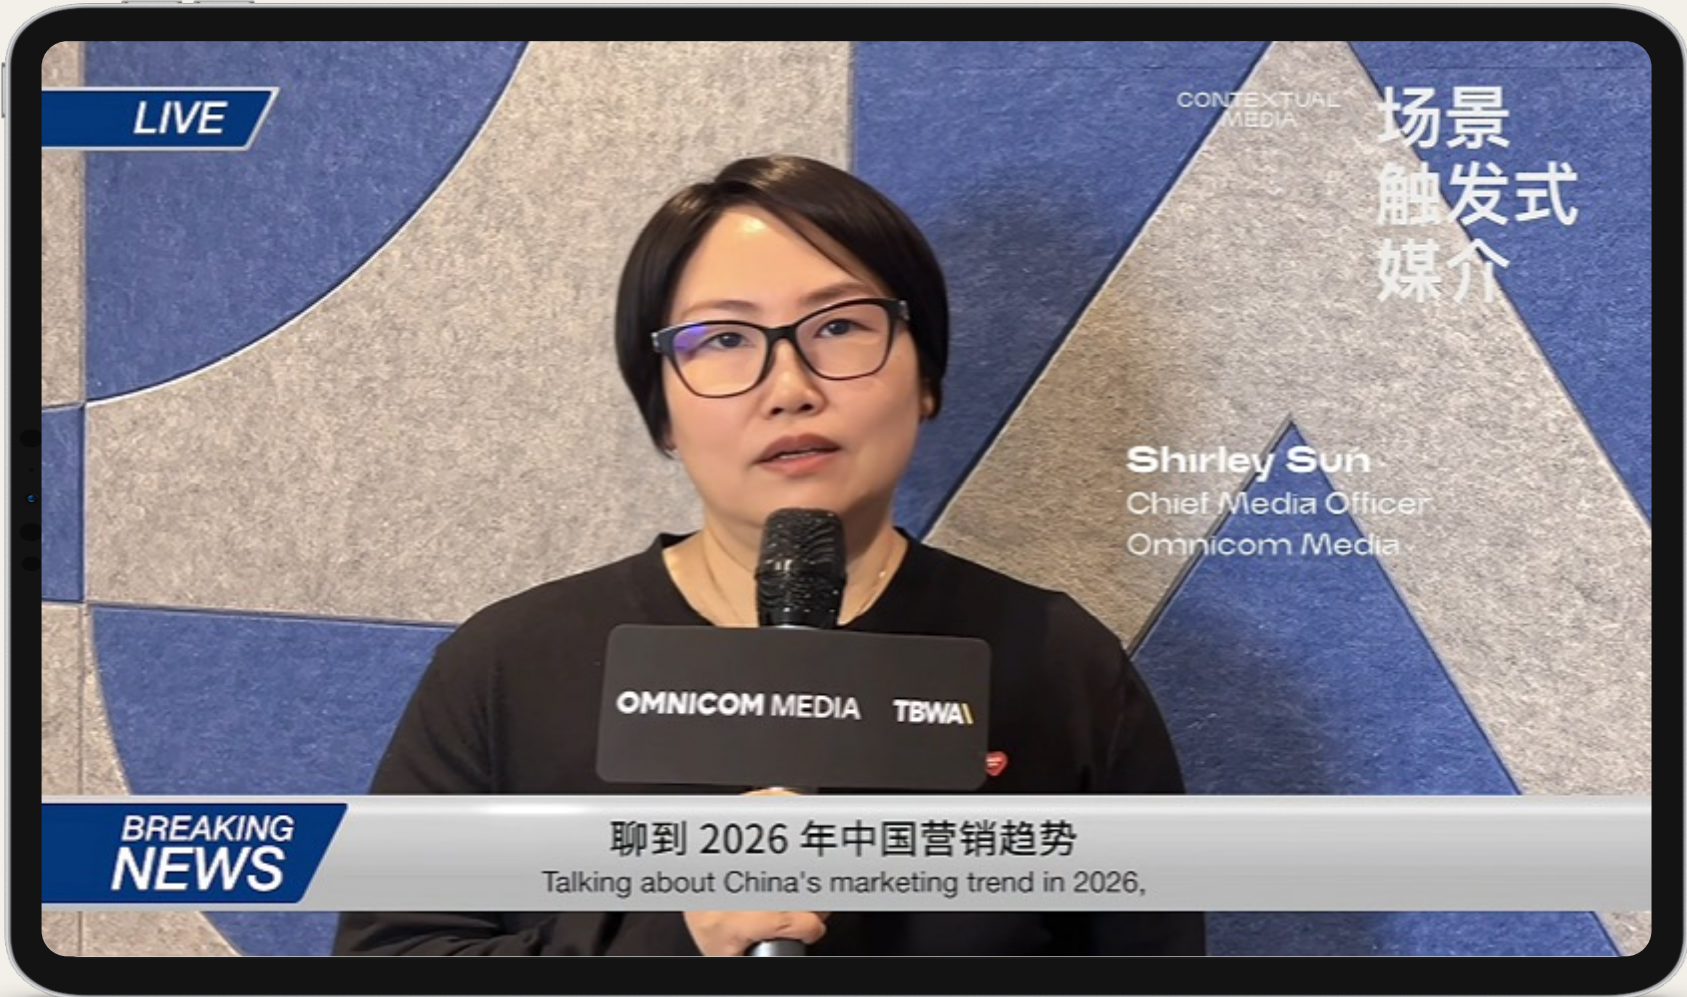 LIVE
CONTEXTUAL
MEDIA
场景
触发式
媒介
Shirley Sun
Chief Media Officer
Omnicom Media
OMNICOM MEDIA TBWA\
BREAKING
NEWS
聊到 2026 年中国营销趋势
Talking about China's marketing trend in 2026,